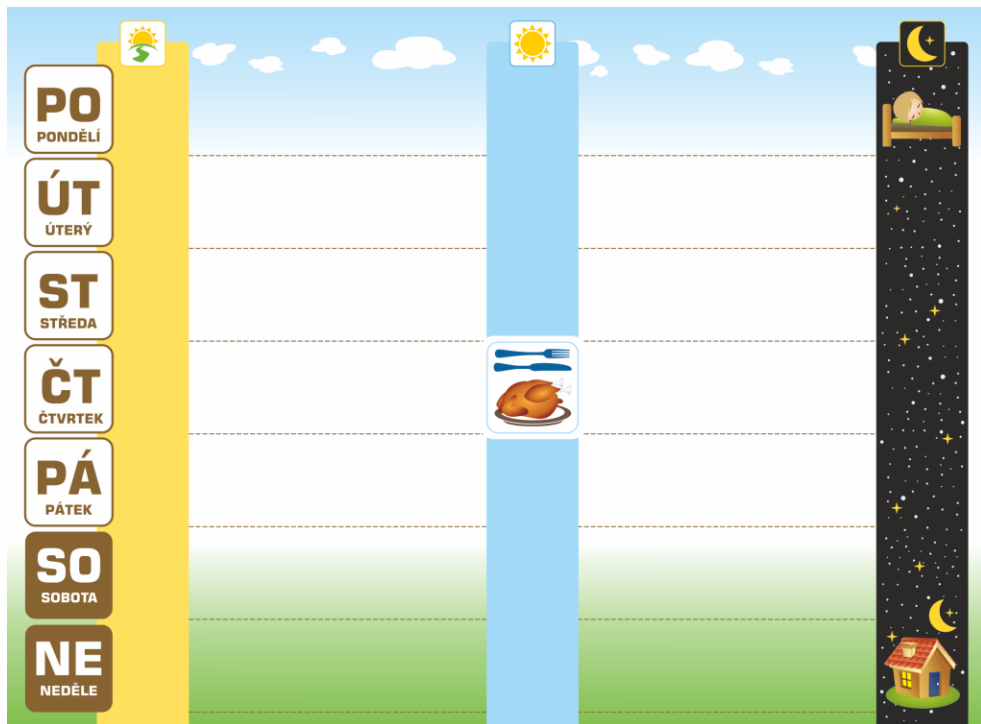 PO
PONDĚLÍ
ÚT
ÚTERÝ
ST
STŘEDA
ČT
ČTVRTEK
PÁ
PÁTEK
SO
SOBOTA
NE
NEDĚLE